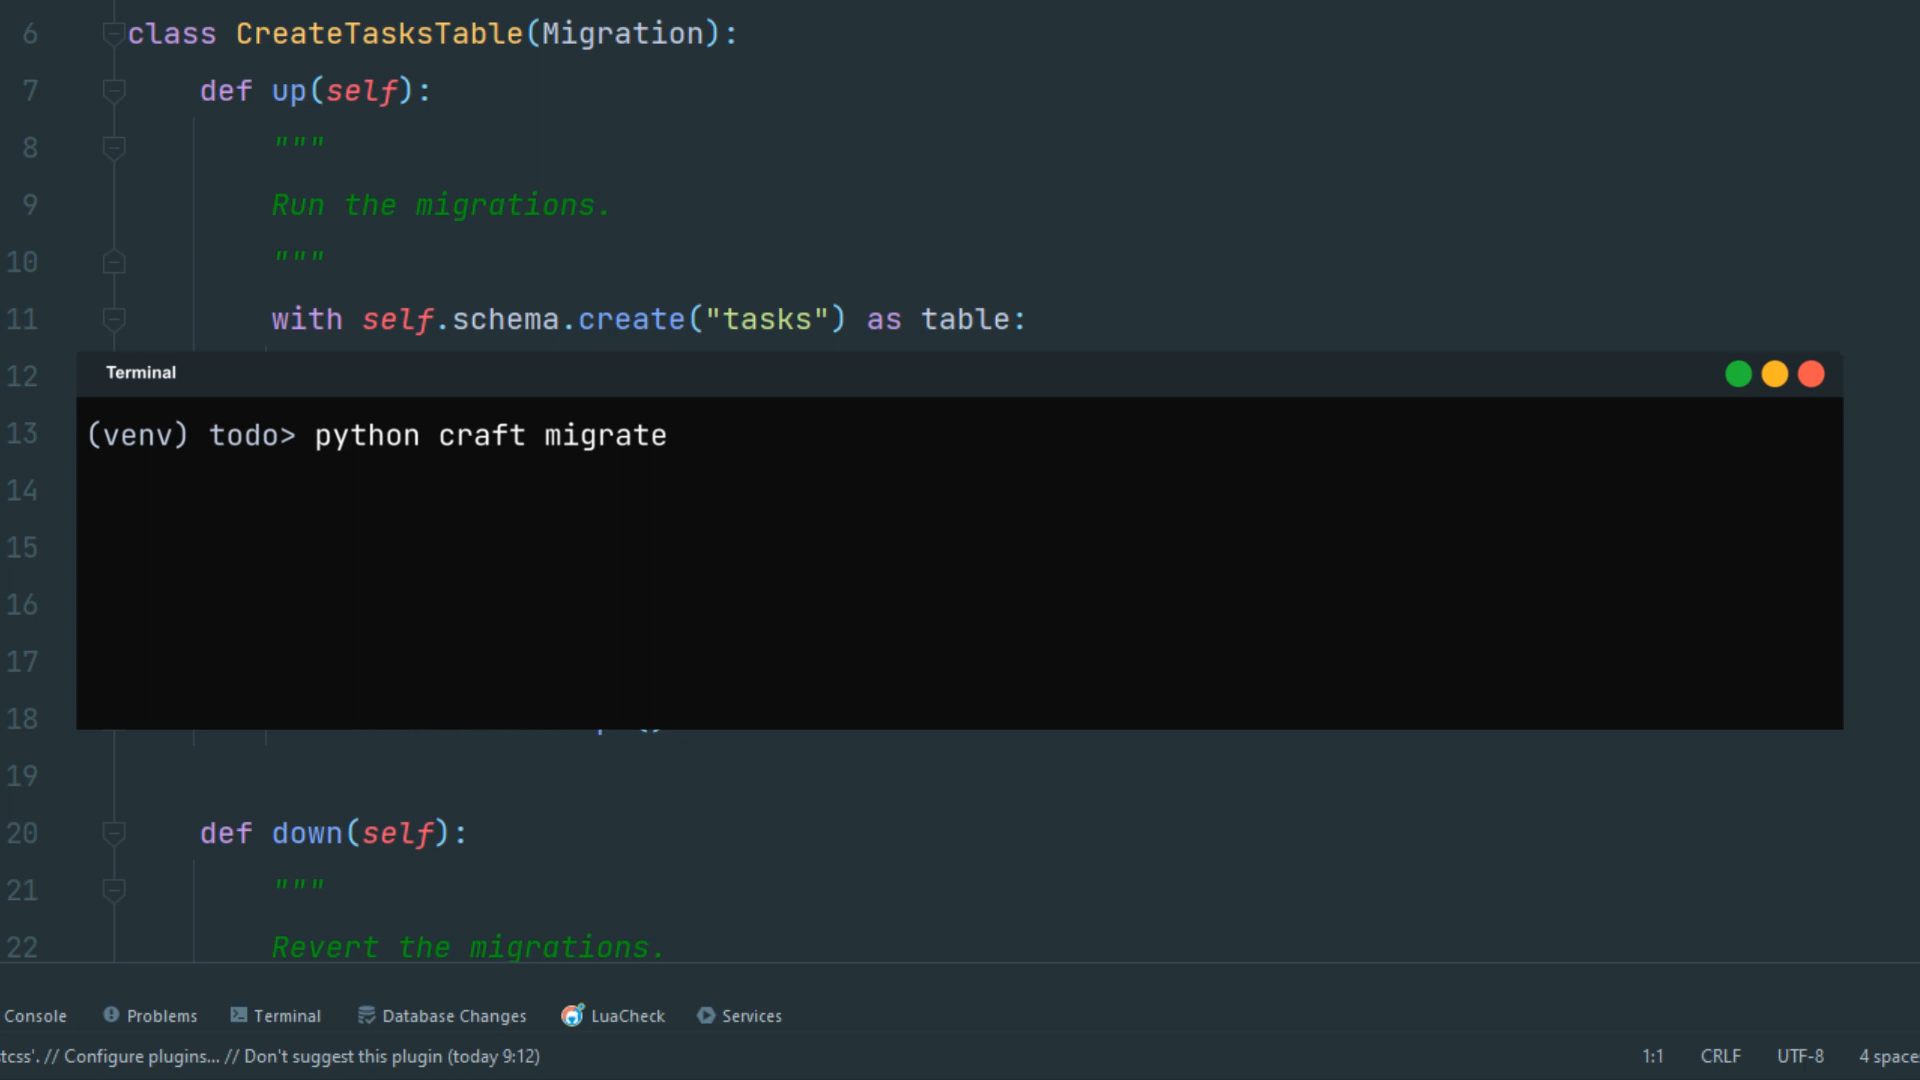 6 class CreateTasksTable(Migration):
7 def up(self):
8 """
9 Run the migrations.
10 """
11 with self.schema.create("tasks") as table:
12
Terminal
13
(venv) todo> python craft migrate
14
15
16
17
18
19
20 def down(self):
21 """
22 Revert the migrations.
Console Problems Terminal Database Changes LuaCheck Services
tcss'. // Configure plugins... // Don't suggest this plugin (today 9:12) 1:1 CRLF UTF-8 4 space